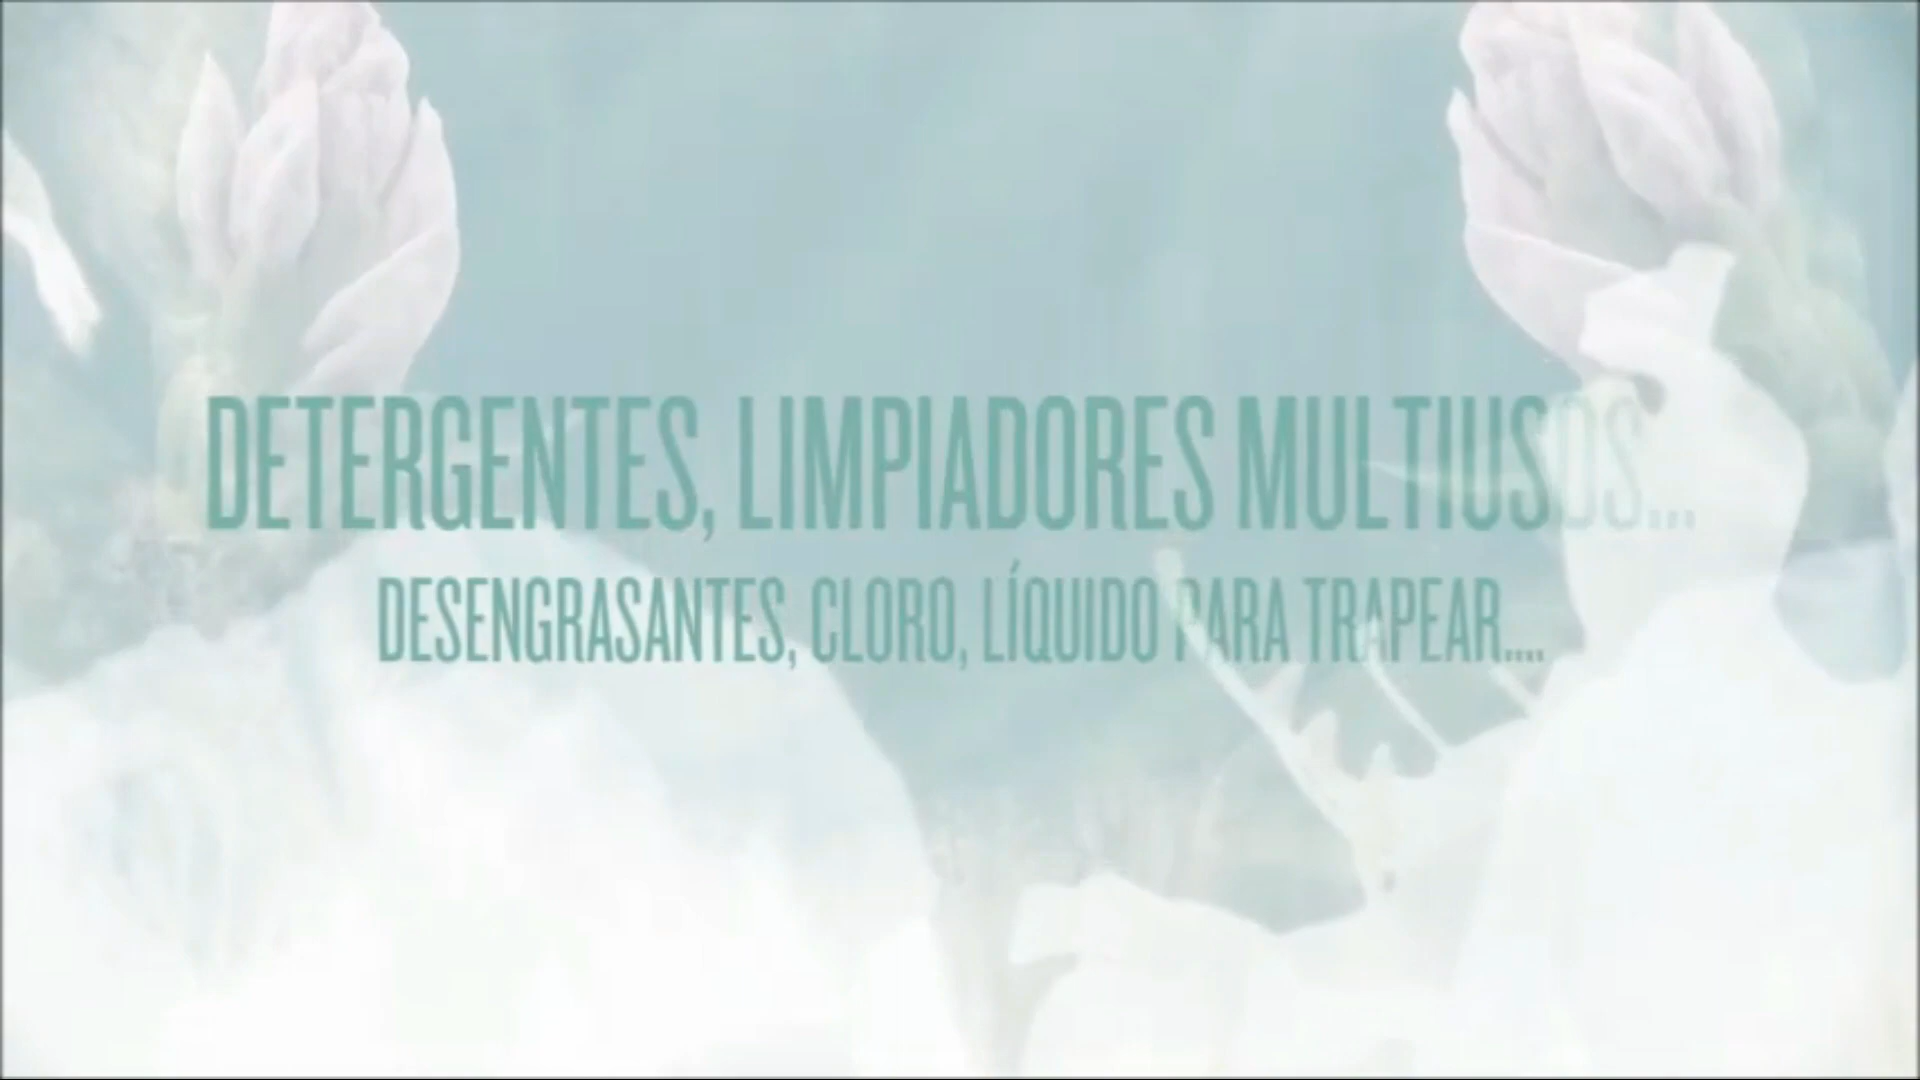 DETERGENTES, LIMPIADORES MULTIUSOS...
DESENGRASANTES, CLORO, LÍQUIDO PARA TRAPEAR....